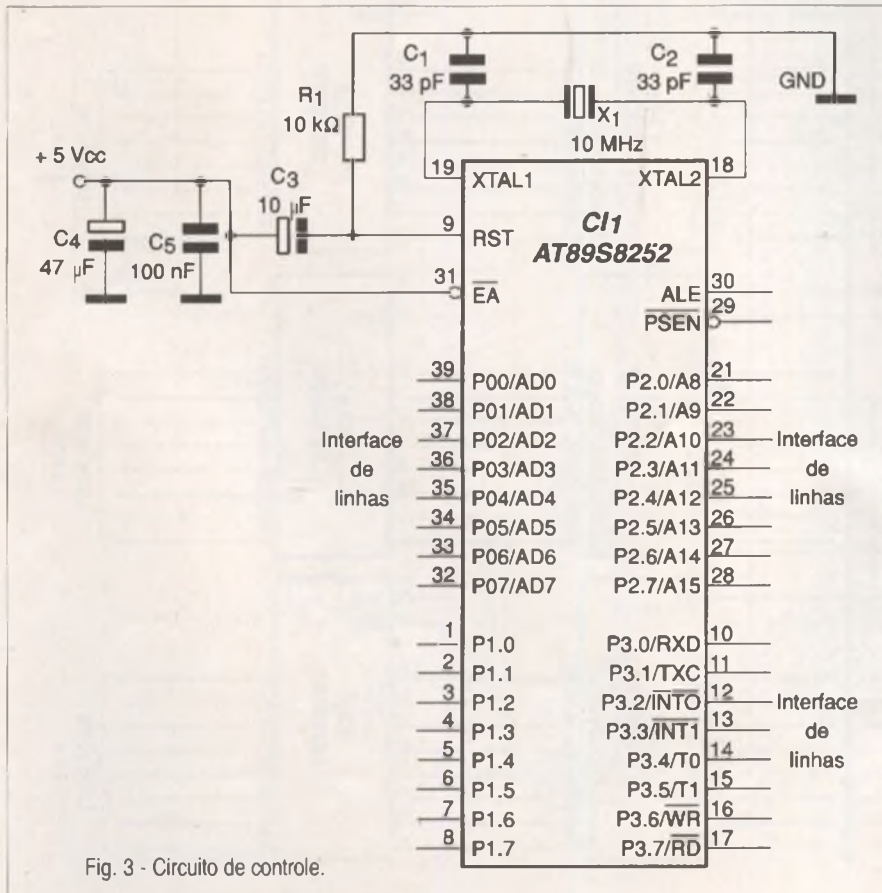 C1
33 pF
C2
33 pF
GND
R1
10 kΩ
X1
10 MHz
+ 5 Vcc
C3
10 µF
C4
47 µF
C5
100 nF
19
XTAL1
XTAL2
18
9
RST
CI1
AT89S8252
31
EA
ALE
30
PSEN
29
39
P00/AD0
P2.0/A8
21
38
P01/AD1
P2.1/A9
22
37
P02/AD2
P2.2/A10
23
36
P03/AD3
P2.3/A11
24
35
P04/AD4
P2.4/A12
25
34
P05/AD5
P2.5/A13
26
33
P06/AD6
P2.6/A14
27
32
P07/AD7
P2.7/A15
28
Interface
de
linhas
Interface
de
linhas
1
P1.0
P3.0/RXD
10
2
P1.1
P3.1/TXC
11
3
P1.2
P3.2/INTO
12
4
P1.3
P3.3/INT1
13
5
P1.4
P3.4/T0
14
6
P1.5
P3.5/T1
15
7
P1.6
P3.6/WR
16
8
P1.7
P3.7/RD
17
Interface
de
linhas
Fig. 3 - Circuito de controle.